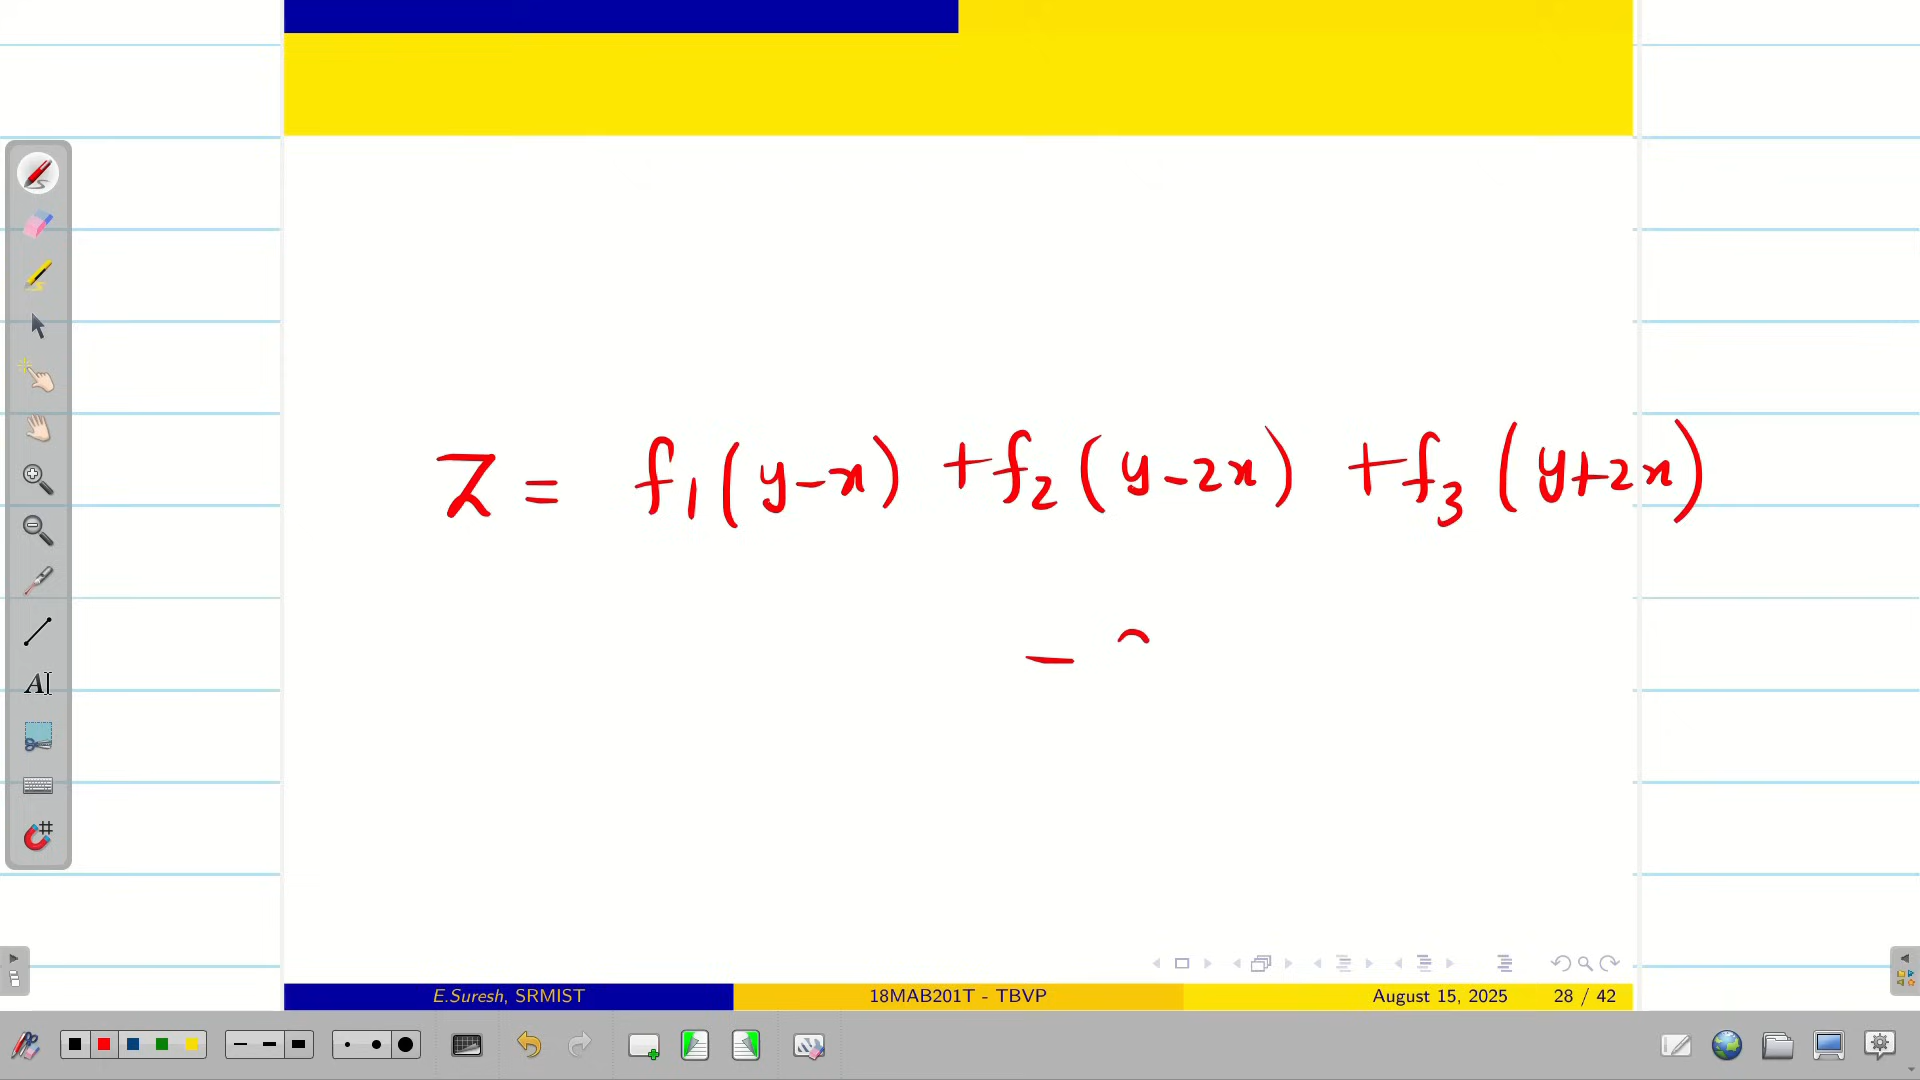 z = f₁(y-x) +f₂(y-2x) +f₃(y+2x)
E.Suresh, SRMIST 18MAB201T - TBVP August 15, 2025 28 / 42